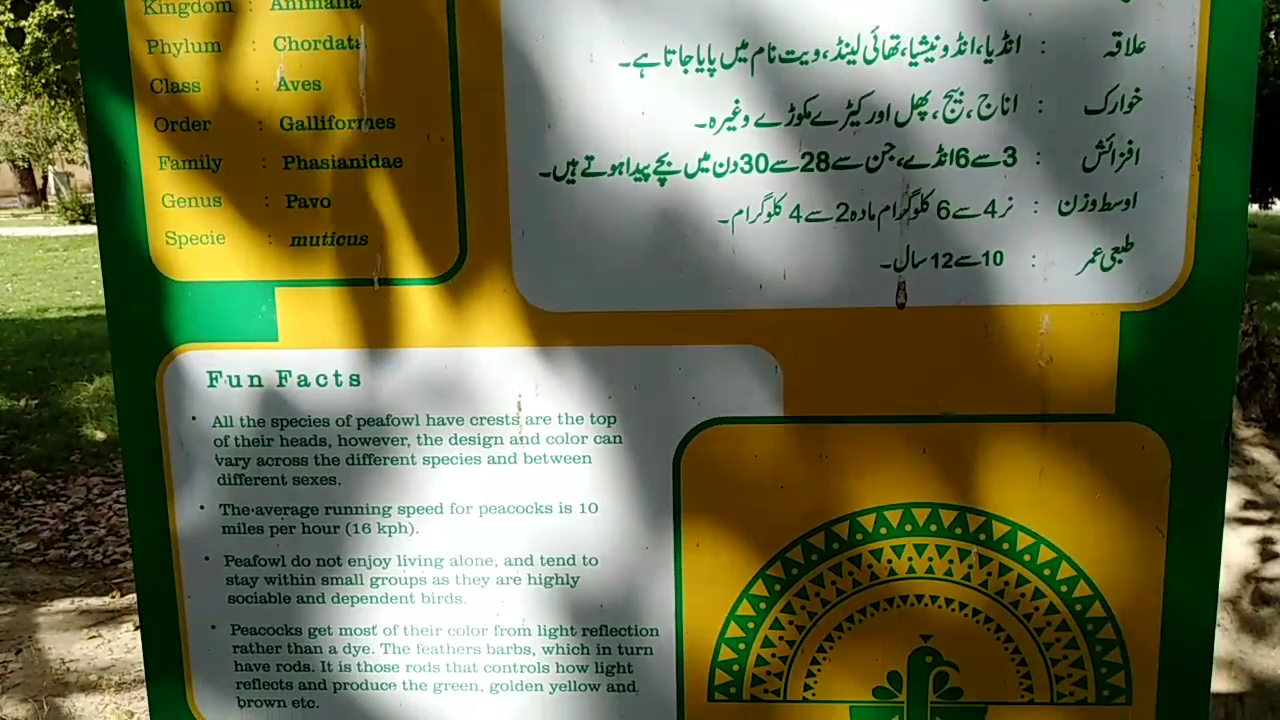 Kingdom : Animalia
Phylum : Chordata
Class : Aves
Order : Galliformes
Family : Phasianidae
Genus : Pavo
Specie : muticus
علاقہ : انڈیا، انڈونیشیا، تھائی لینڈ، ویت نام میں پایا جاتا ہے۔
خوارک : اناج، بیج، پھل اور کیڑے مکوڑے وغیرہ۔
افزائش : 3 سے 6 انڈے، جن سے 28 سے 30 دن میں بچے پیدا ہوتے ہیں۔
اوسط وزن : نر 4 سے 6 کلوگرام مادہ 2 سے 4 کلوگرام۔
طبعی عمر : 10 سے 12 سال۔
Fun Facts
• All the species of peafowl have crests are the top
of their heads, however, the design and color can
vary across the different species and between
different sexes.
• The average running speed for peacocks is 10
miles per hour (16 kph).
• Peafowl do not enjoy living alone, and tend to
stay within small groups as they are highly
sociable and dependent birds.
• Peacocks get most of their color from light reflection
rather than a dye. The feathers barbs, which in turn
have rods. It is those rods that controls how light
reflects and produce the green, golden yellow and
brown etc.